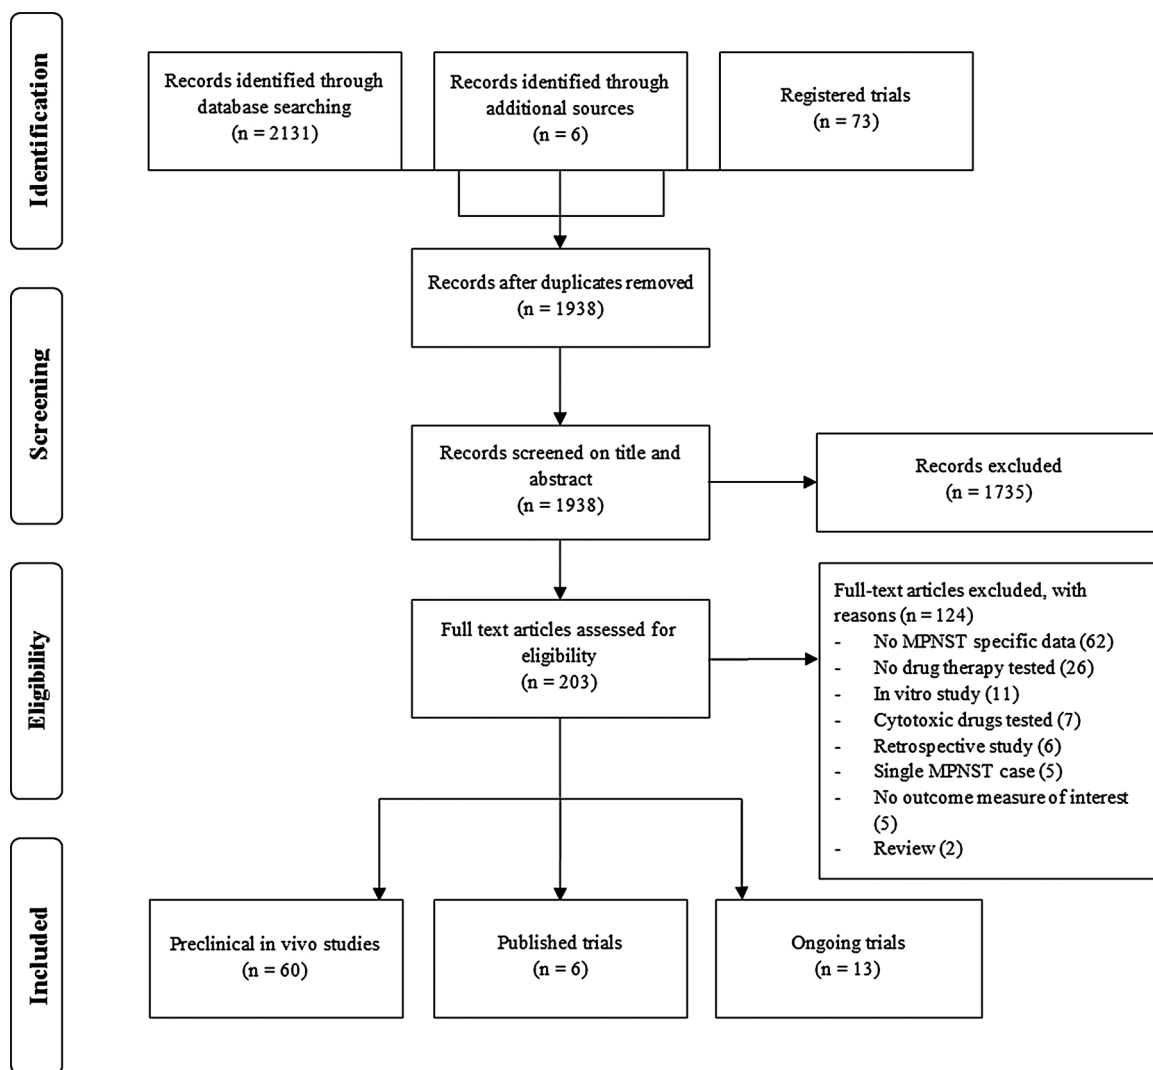 Identification
Records identified through
database searching
(n = 2131)
Records identified through
additional sources
(n = 6)
Registered trials
(n = 73)
Records after duplicates removed
(n = 1938)
Screening
Records screened on title and
abstract
(n = 1938)
Records excluded
(n = 1735)
Eligibility
Full text articles assessed for
eligibility
(n = 203)
Full-text articles excluded, with
reasons (n = 124)
- No MPNST specific data (62)
- No drug therapy tested (26)
- In vitro study (11)
- Cytotoxic drugs tested (7)
- Retrospective study (6)
- Single MPNST case (5)
- No outcome measure of interest
(5)
- Review (2)
Included
Preclinical in vivo studies
(n = 60)
Published trials
(n = 6)
Ongoing trials
(n = 13)